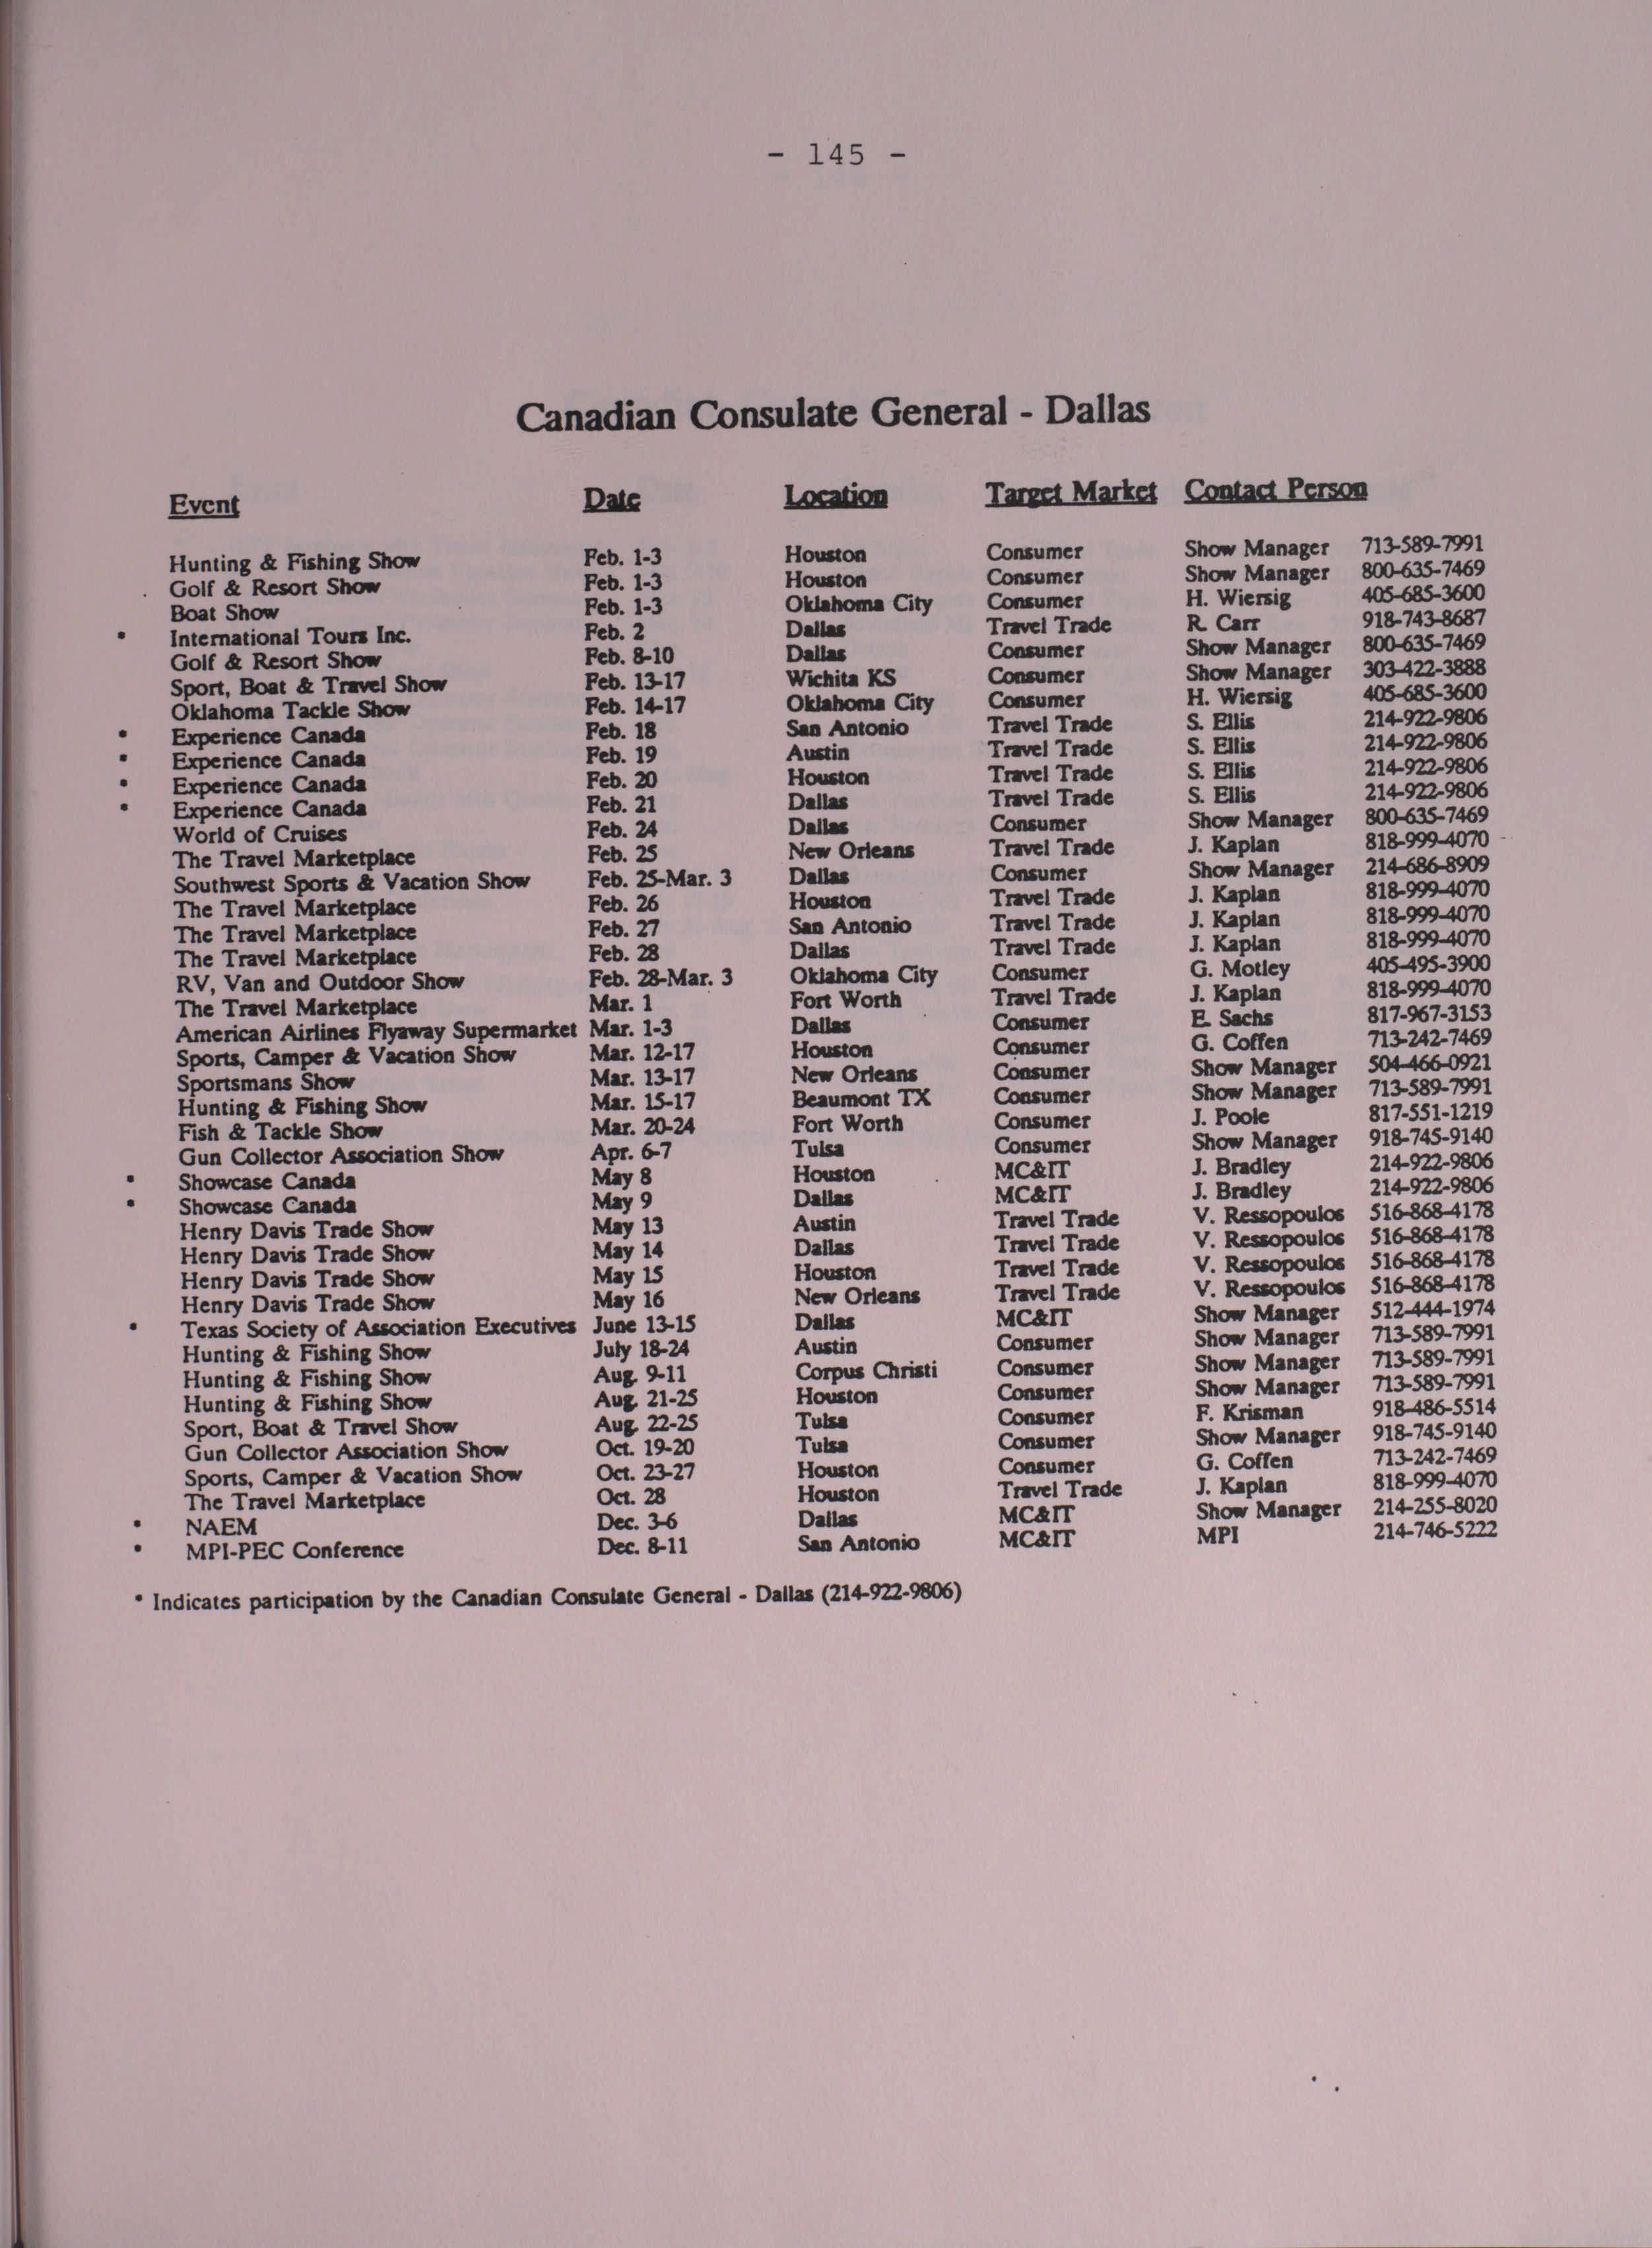 - 145 -
Canadian Consulate General - Dallas
Event Date Location Target Market Contact Person
Hunting & Fishing Show Feb. 1-3 Houston Consumer Show Manager 713-589-7991
Golf & Resort Show Feb. 1-3 Houston Consumer Show Manager 800-635-7469
Boat Show Feb. 1-3 Oklahoma City Consumer H. Wiersig 405-685-3600
* International Tours Inc. Feb. 2 Dallas Travel Trade R. Carr 918-743-8687
Golf & Resort Show Feb. 8-10 Dallas Consumer Show Manager 800-635-7469
Sport, Boat & Travel Show Feb. 13-17 Wichita KS Consumer Show Manager 303-422-3888
Oklahoma Tackle Show Feb. 14-17 Oklahoma City Consumer H. Wiersig 405-685-3600
* Experience Canada Feb. 18 San Antonio Travel Trade S. Ellis 214-922-9806
* Experience Canada Feb. 19 Austin Travel Trade S. Ellis 214-922-9806
* Experience Canada Feb. 20 Houston Travel Trade S. Ellis 214-922-9806
* Experience Canada Feb. 21 Dallas Travel Trade S. Ellis 214-922-9806
World of Cruises Feb. 24 Dallas Consumer Show Manager 800-635-7469
The Travel Marketplace Feb. 25 New Orleans Travel Trade J. Kaplan 818-999-4070
Southwest Sports & Vacation Show Feb. 25-Mar. 3 Dallas Consumer Show Manager 214-686-8909
The Travel Marketplace Feb. 26 Houston Travel Trade J. Kaplan 818-999-4070
The Travel Marketplace Feb. 27 San Antonio Travel Trade J. Kaplan 818-999-4070
The Travel Marketplace Feb. 28 Dallas Travel Trade J. Kaplan 818-999-4070
RV, Van and Outdoor Show Feb. 28-Mar. 3 Oklahoma City Consumer G. Motley 405-495-3900
The Travel Marketplace Mar. 1 Fort Worth Travel Trade J. Kaplan 818-999-4070
American Airlines Flyaway Supermarket Mar. 1-3 Dallas Consumer E. Sachs 817-967-3153
Sports, Camper & Vacation Show Mar. 12-17 Houston Consumer G. Coffen 713-242-7469
Sportsmans Show Mar. 13-17 New Orleans Consumer Show Manager 504-466-0921
Hunting & Fishing Show Mar. 15-17 Beaumont TX Consumer Show Manager 713-589-7991
Fish & Tackle Show Mar. 20-24 Fort Worth Consumer J. Poole 817-551-1219
Gun Collector Association Show Apr. 6-7 Tulsa Consumer Show Manager 918-745-9140
* Showcase Canada May 8 Houston MC&IT J. Bradley 214-922-9806
* Showcase Canada May 9 Dallas MC&IT J. Bradley 214-922-9806
Henry Davis Trade Show May 13 Austin Travel Trade V. Ressopoulos 516-868-4178
Henry Davis Trade Show May 14 Dallas Travel Trade V. Ressopoulos 516-868-4178
Henry Davis Trade Show May 15 Houston Travel Trade V. Ressopoulos 516-868-4178
Henry Davis Trade Show May 16 New Orleans Travel Trade V. Ressopoulos 516-868-4178
* Texas Society of Association Executives June 13-15 Dallas MC&IT Show Manager 512-444-1974
Hunting & Fishing Show July 18-24 Austin Consumer Show Manager 713-589-7991
Hunting & Fishing Show Aug. 9-11 Corpus Christi Consumer Show Manager 713-589-7991
Hunting & Fishing Show Aug. 21-25 Houston Consumer Show Manager 713-589-7991
Sport, Boat & Travel Show Aug. 22-25 Tulsa Consumer F. Krisman 918-486-5514
Gun Collector Association Show Oct. 19-20 Tulsa Consumer Show Manager 918-745-9140
Sports, Camper & Vacation Show Oct. 23-27 Houston Consumer G. Coffen 713-242-7469
The Travel Marketplace Oct. 28 Houston Travel Trade J. Kaplan 818-999-4070
* NAEM Dec. 3-6 Dallas MC&IT Show Manager 214-255-8020
* MPI-PEC Conference Dec. 8-11 San Antonio MC&IT MPI 214-746-5222
* Indicates participation by the Canadian Consulate General - Dallas (214-922-9806)